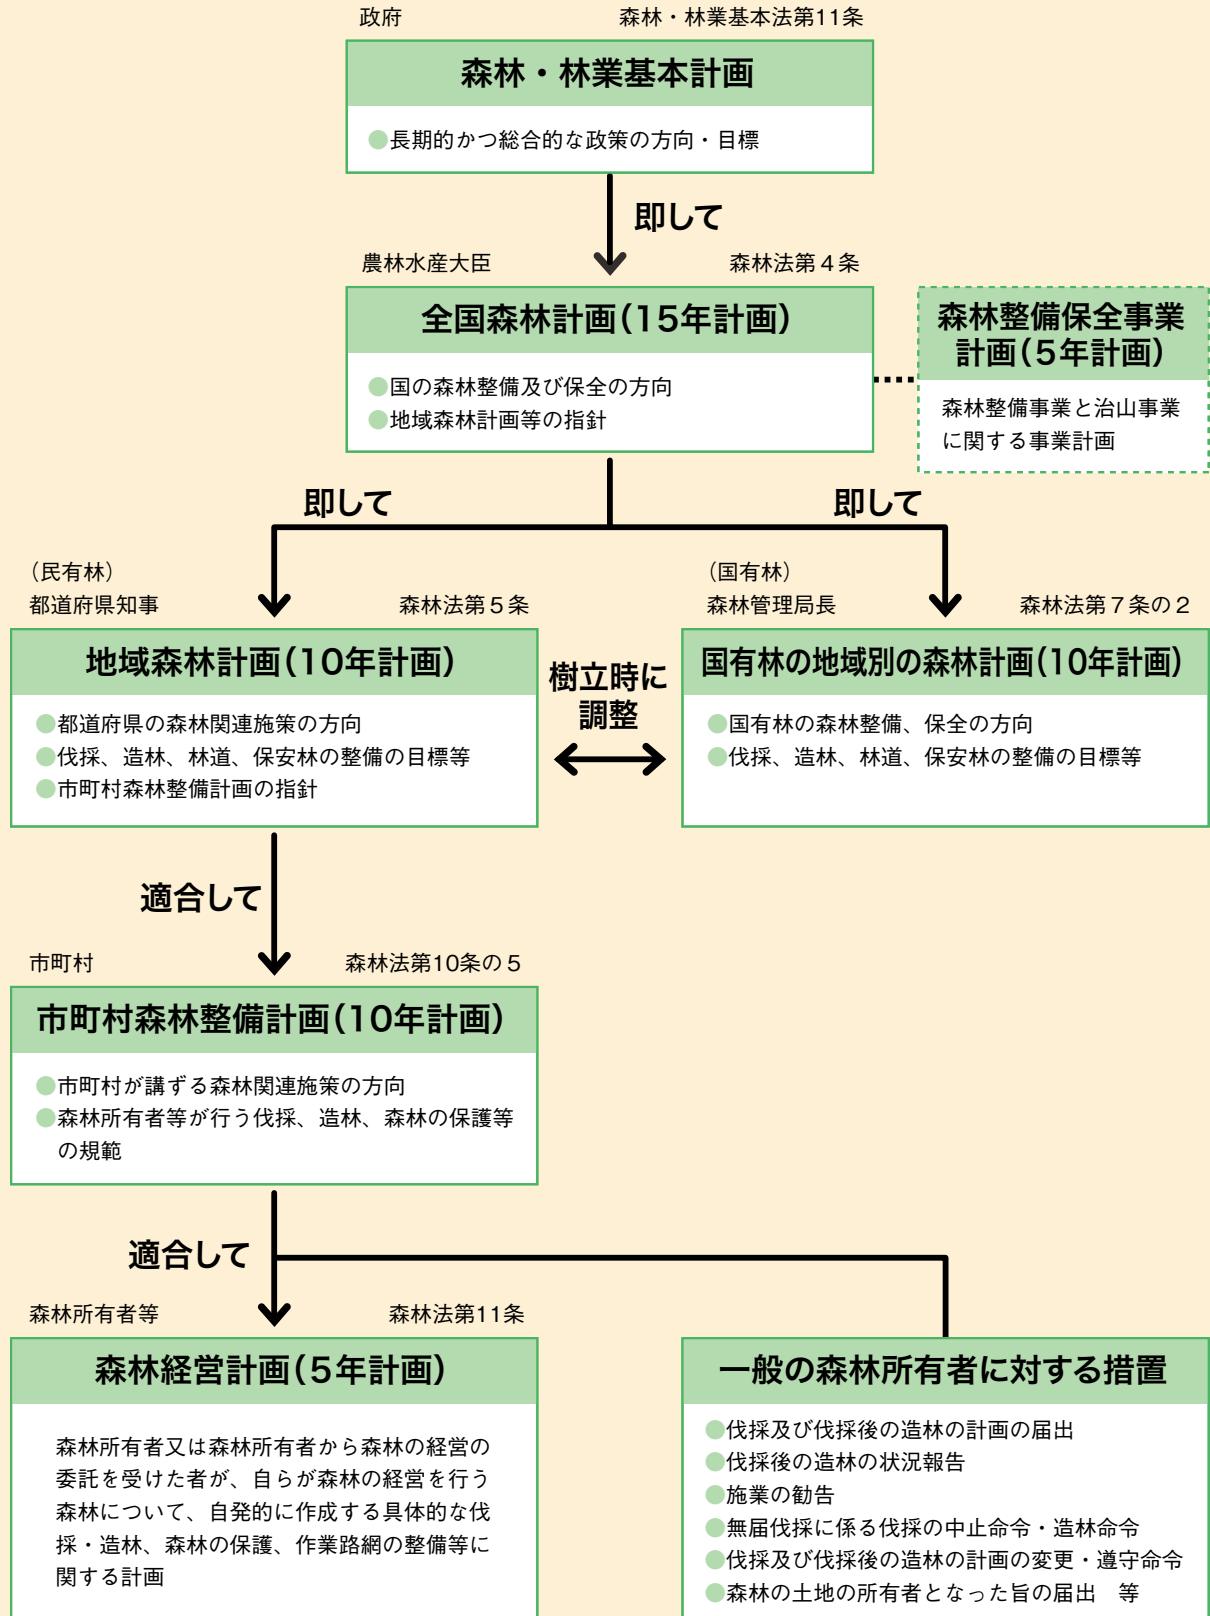 政府
森林・林業基本法第11条
森林・林業基本計画
●長期的かつ総合的な政策の方向・目標
即して
農林水産大臣
森林法第４条
全国森林計画（15年計画）
●国の森林整備及び保全の方向
●地域森林計画等の指針
森林整備保全事業
計画（5年計画）
森林整備事業と治山事業
に関する事業計画
即して
即して
（民有林）
都道府県知事
森林法第５条
地域森林計画（10年計画）
●都道府県の森林関連施策の方向
●伐採、造林、林道、保安林の整備の目標等
●市町村森林整備計画の指針
樹立時に
調整
（国有林）
森林管理局長
森林法第７条の２
国有林の地域別の森林計画（10年計画）
●国有林の森林整備、保全の方向
●伐採、造林、林道、保安林の整備の目標等
適合して
市町村
森林法第10条の５
市町村森林整備計画（10年計画）
●市町村が講ずる森林関連施策の方向
●森林所有者等が行う伐採、造林、森林の保護等
の規範
適合して
森林所有者等
森林法第11条
森林経営計画（5年計画）
森林所有者又は森林所有者から森林の経営の
委託を受けた者が、自らが森林の経営を行う
森林について、自発的に作成する具体的な伐
採・造林、森林の保護、作業路網の整備等に
関する計画
一般の森林所有者に対する措置
●伐採及び伐採後の造林の計画の届出
●伐採後の造林の状況報告
●施業の勧告
●無届伐採に係る伐採の中止命令・造林命令
●伐採及び伐採後の造林の計画の変更・遵守命令
●森林の土地の所有者となった旨の届出　等